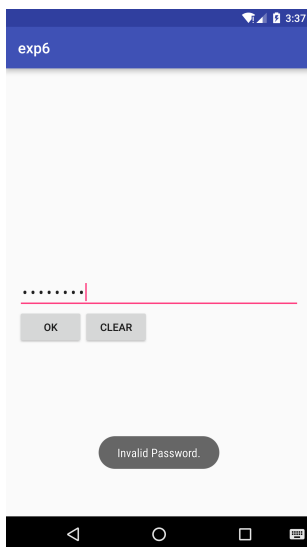 3:37
exp6
••••••••
OK CLEAR
Invalid Password.